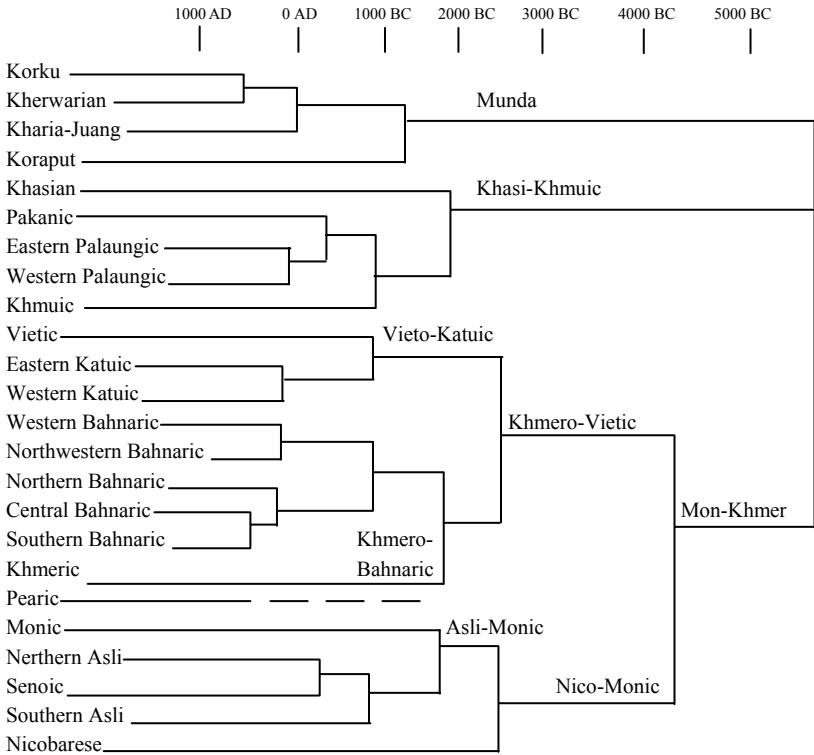 1000 AD 0 AD 1000 BC 2000 BC 3000 BC 4000 BC 5000 BC
Korku
Kherwarian Munda
Kharia-Juang
Koraput
Khasian Khasi-Khmuic
Pakanic
Eastern Palaungic
Western Palaungic
Khmuic
Vietic Vieto-Katuic
Eastern Katuic
Western Katuic
Western Bahnaric Khmero-Vietic
Northwestern Bahnaric
Northern Bahnaric
Central Bahnaric Mon-Khmer
Southern Bahnaric Khmero-
Khmeric Bahnaric
Pearic
Monic Asli-Monic
Nerthern Asli
Senoic Nico-Monic
Southern Asli
Nicobarese